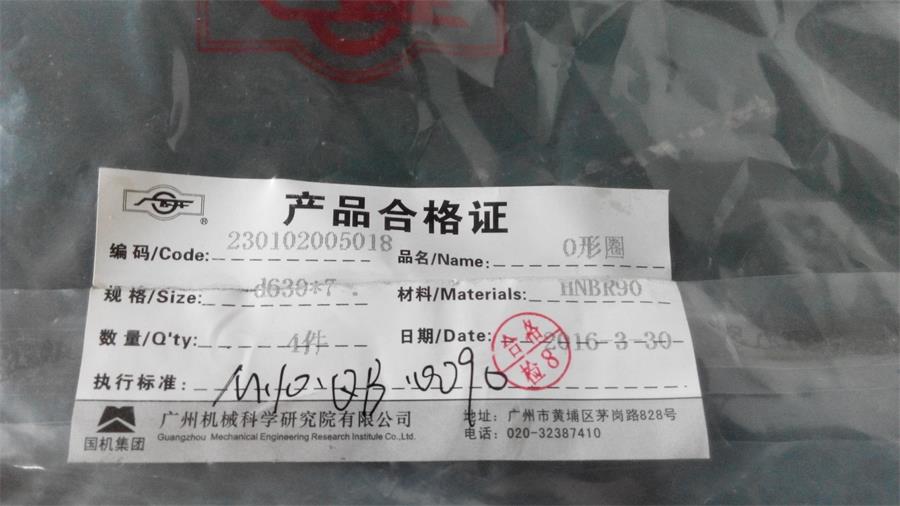 产品合格证
编码/Code: 230102005018 品名/Name: O形圈
规格/Size: d630*7 材料/Materials: HNBR90
数量/Q'ty: 4件 日期/Date: 2016-3-30
合格
检8
执行标准:
广州机械科学研究院有限公司 地址: 广州市黄埔区茅岗路828号
国机集团 Guangzhou Mechanical Engineering Research Institute Co.,Ltd. 电话: 020-32387410